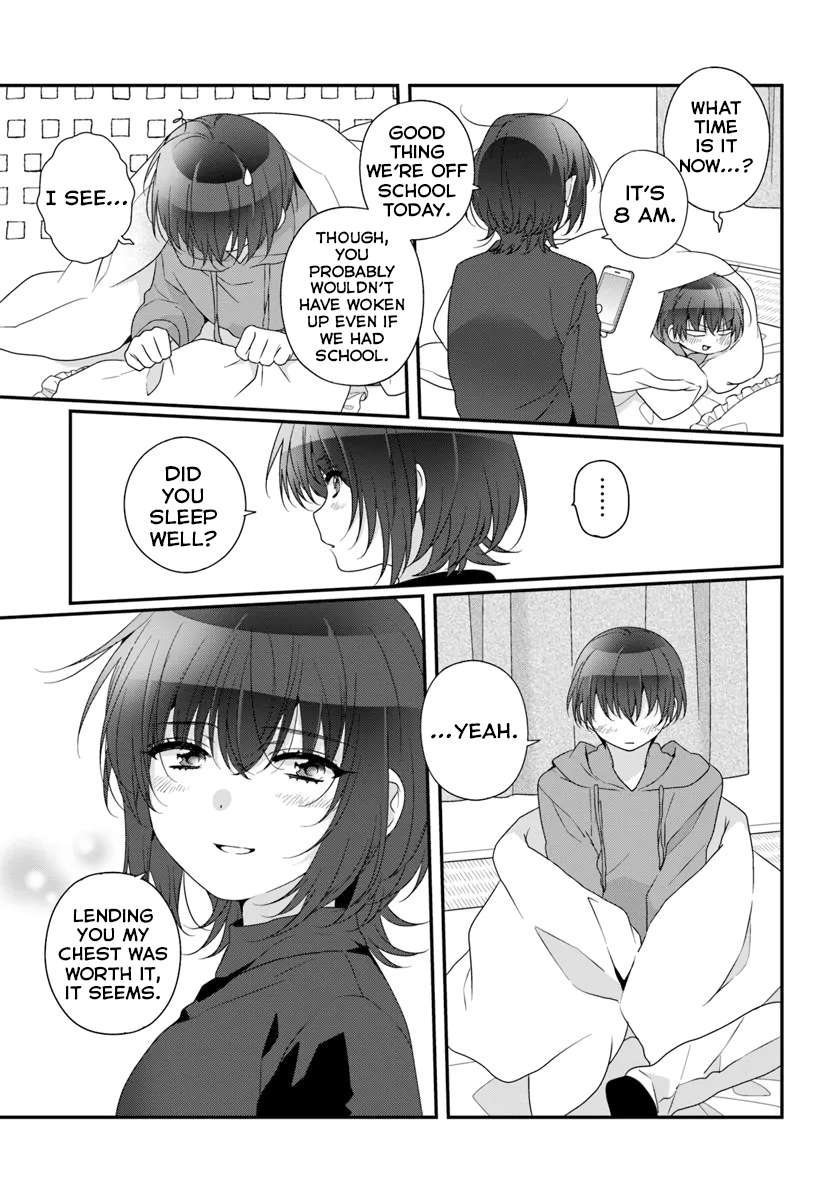 WHAT
TIME
IS IT
NOW...?
IT'S
8 AM.
GOOD
THING
WE'RE OFF
SCHOOL
TODAY.
THOUGH,
YOU
PROBABLY
WOULDN'T
HAVE WOKEN
UP EVEN IF
WE HAD
SCHOOL.
I SEE...
......
DID
YOU
SLEEP
WELL?
...YEAH.
LENDING
YOU MY
CHEST WAS
WORTH IT,
IT SEEMS.